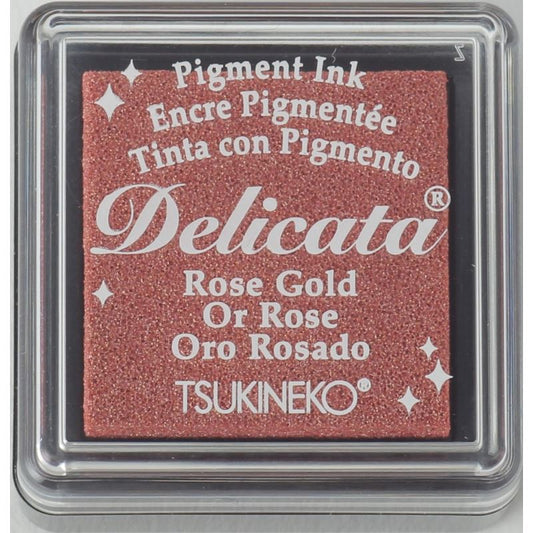 Pigment Ink
Encre Pigmentée
Tinta con Pigmento
Delicata®
Rose Gold
Or Rose
Oro Rosado
TSUKINEKO®